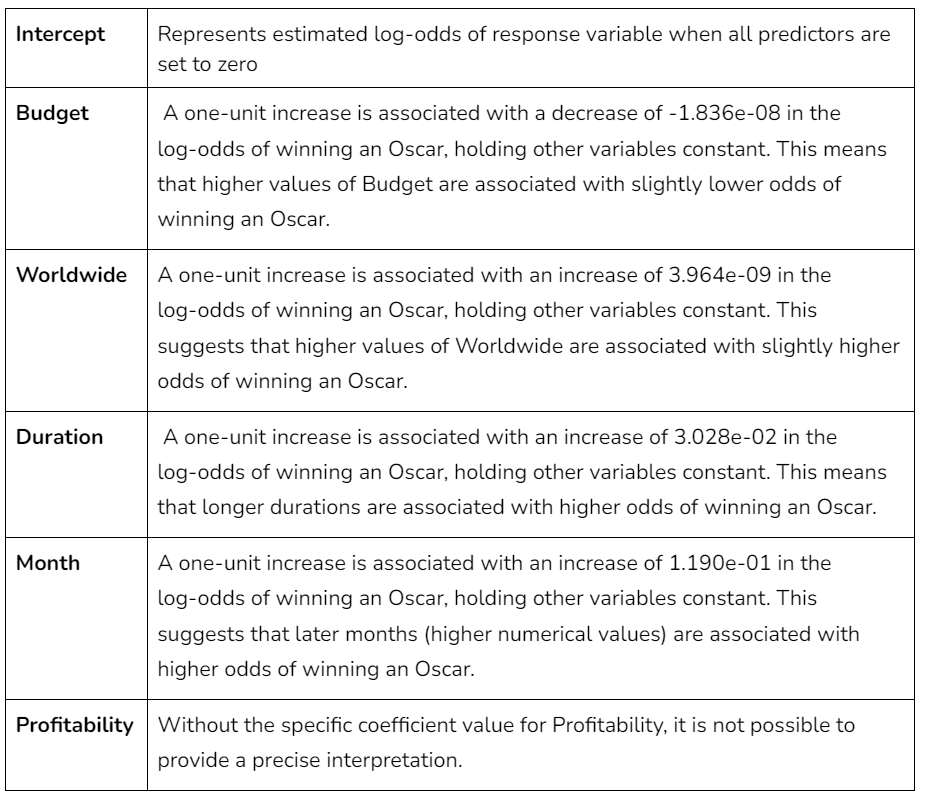 Intercept
Represents estimated log-odds of response variable when all predictors are
set to zero
Budget
A one-unit increase is associated with a decrease of -1.836e-08 in the
log-odds of winning an Oscar, holding other variables constant. This means
that higher values of Budget are associated with slightly lower odds of
winning an Oscar.
Worldwide
A one-unit increase is associated with an increase of 3.964e-09 in the
log-odds of winning an Oscar, holding other variables constant. This
suggests that higher values of Worldwide are associated with slightly higher
odds of winning an Oscar.
Duration
A one-unit increase is associated with an increase of 3.028e-02 in the
log-odds of winning an Oscar, holding other variables constant. This means
that longer durations are associated with higher odds of winning an Oscar.
Month
A one-unit increase is associated with an increase of 1.190e-01 in the
log-odds of winning an Oscar, holding other variables constant. This
suggests that later months (higher numerical values) are associated with
higher odds of winning an Oscar.
Profitability
Without the specific coefficient value for Profitability, it is not possible to
provide a precise interpretation.